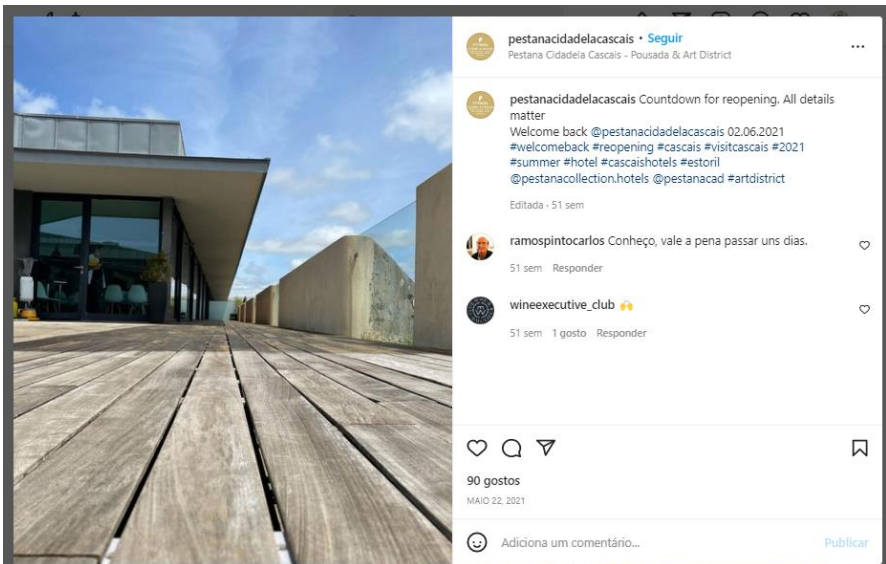 pestanacidadelacascais • Seguir
Pestana Cidadela Cascais - Pousada & Art District
pestanacidadelacascais Countdown for reopening. All details
matter
Welcome back @pestanacidadelacascais 02.06.2021
#welcomeback #reopening #cascais #visitcascais #2021
#summer #hotel #cascaishotels #estoril
@pestanacollection.hotels @pestanacad #artdistrict
Editada · 51 sem
ramospintocarlos Conheço, vale a pena passar uns dias.
51 sem Responder
wineexecutive_club 🙌
51 sem 1 gosto Responder
90 gostos
MAIO 22, 2021
Adiciona um comentário... Publicar